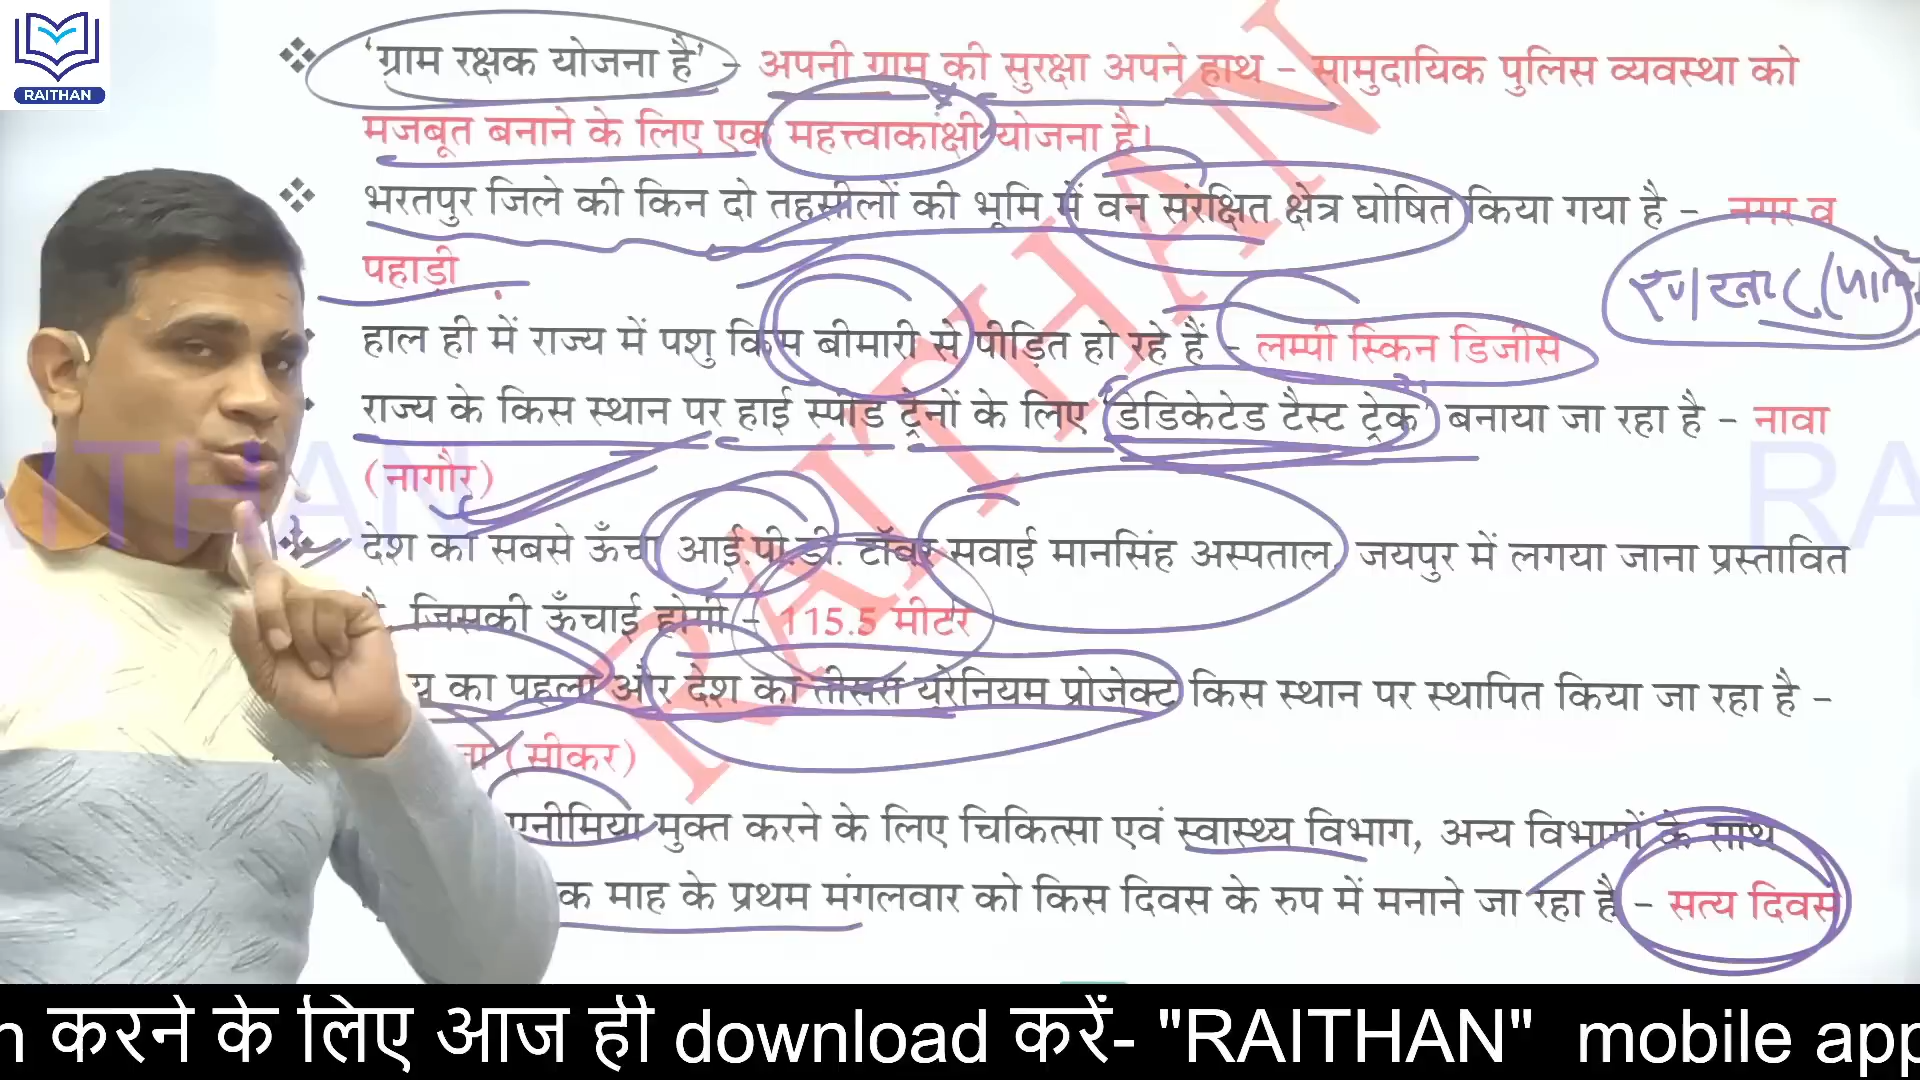 RAITHAN
'ग्राम रक्षक योजना है' - अपनी ग्राम की सुरक्षा अपने हाथ - सामुदायिक पुलिस व्यवस्था को
मजबूत बनाने के लिए एक महत्त्वाकांक्षी योजना है।
भरतपुर जिले की किन दो तहसीलों की भूमि में वन संरक्षित क्षेत्र घोषित किया गया है - नगर व
पहाड़ी
हाल ही में राज्य में पशु किस बीमारी से पीड़ित हो रहे हैं - लम्पी स्किन डिजीस
राज्य के किस स्थान पर हाई स्पीड ट्रेनों के लिए 'डेडिकेटेड टैस्ट ट्रेक' बनाया जा रहा है - नावा
(नागौर)
देश का सबसे ऊँचा आई.पी.डी. टॉवर सवाई मानसिंह अस्पताल, जयपुर में लगया जाना प्रस्तावित
जिसकी ऊँचाई होगी - 115.5 मीटर
का पहला और देश का तीसरा यूरेनियम प्रोजेक्ट किस स्थान पर स्थापित किया जा रहा है -
(सीकर)
एनीमिया मुक्त करने के लिए चिकित्सा एवं स्वास्थ्य विभाग, अन्य विभागों के साथ
माह के प्रथम मंगलवार को किस दिवस के रुप में मनाने जा रहा है - सत्य दिवस
RAITHAN
करने के लिए आज ही download करें- "RAITHAN" mobile app